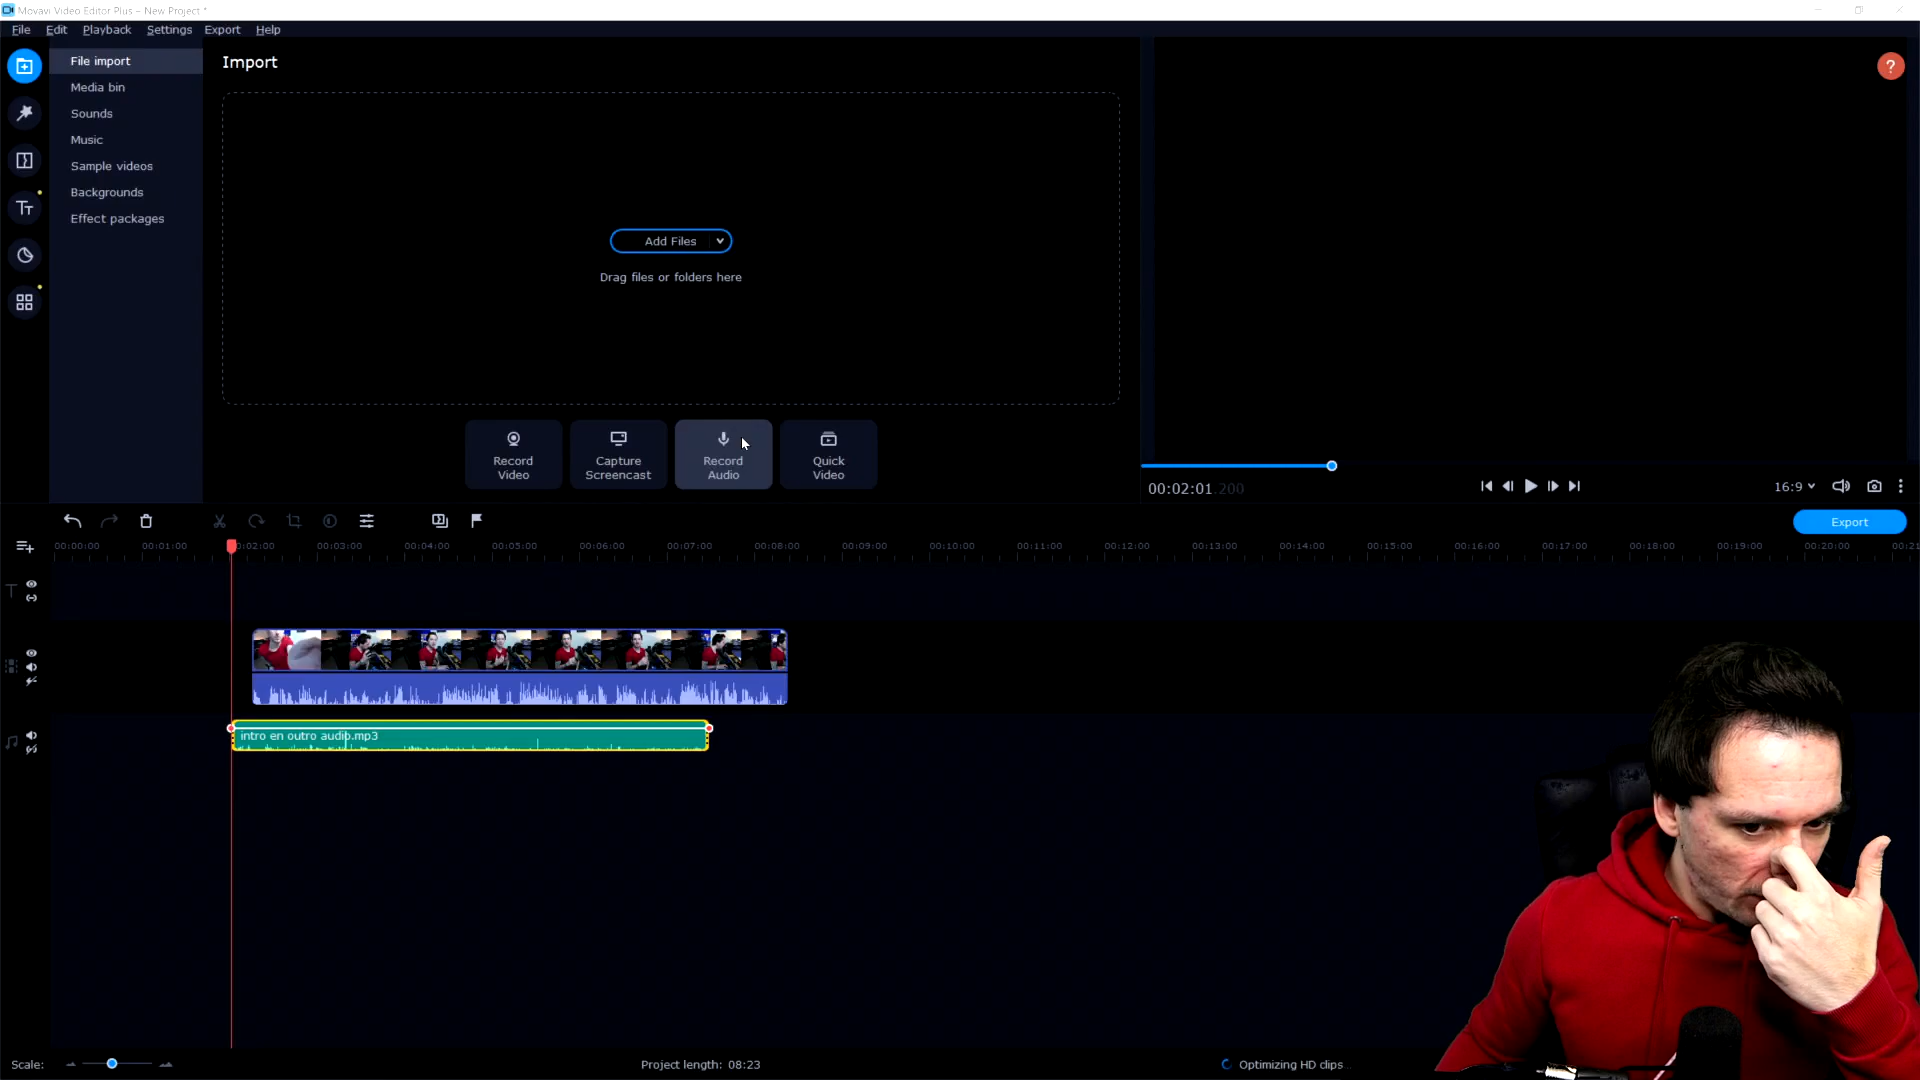 Movavi Video Editor Plus – New Project *
File Edit Playback Settings Export Help
File import
Media bin
Sounds
Music
Sample videos
Backgrounds
Effect packages
Import
Add Files
Drag files or folders here
Record Video
Capture Screencast
Record Audio
Quick Video
?
00:02:01.200
16:9
Export
00:00:00 00:01:00 00:02:00 00:03:00 00:04:00 00:05:00 00:06:00 00:07:00 00:08:00 00:09:00 00:10:00 00:11:00 00:12:00 00:13:00 00:14:00 00:15:00 00:16:00 00:17:00 00:18:00 00:19:00 00:20:00 00:21
intro en outro audio.mp3
Scale:
Project length: 08:23
Optimizing HD clips...